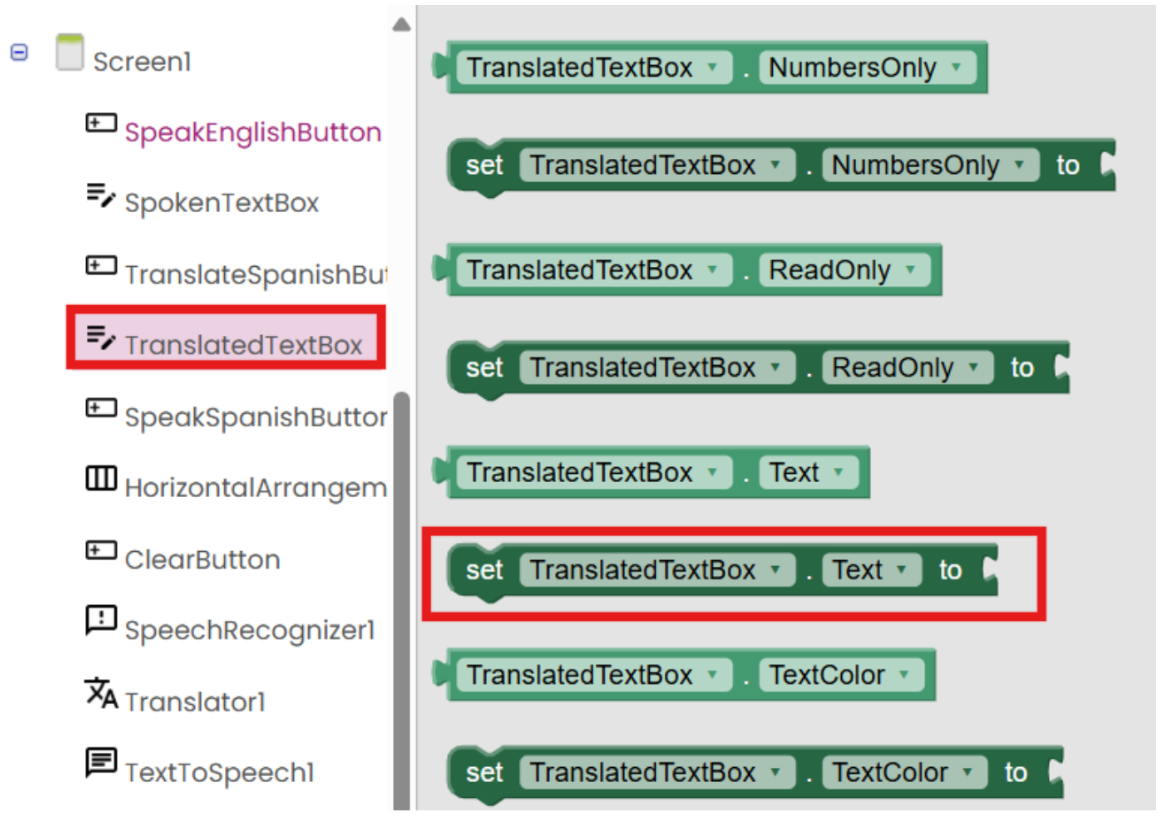 Screen1
SpeakEnglishButton
SpokenTextBox
TranslateSpanishBut
TranslatedTextBox
SpeakSpanishButton
HorizontalArrangem
ClearButton
SpeechRecognizer1
Translator1
TextToSpeech1
TranslatedTextBox . NumbersOnly
set TranslatedTextBox . NumbersOnly to
TranslatedTextBox . ReadOnly
set TranslatedTextBox . ReadOnly to
TranslatedTextBox . Text
set TranslatedTextBox . Text to
TranslatedTextBox . TextColor
set TranslatedTextBox . TextColor to